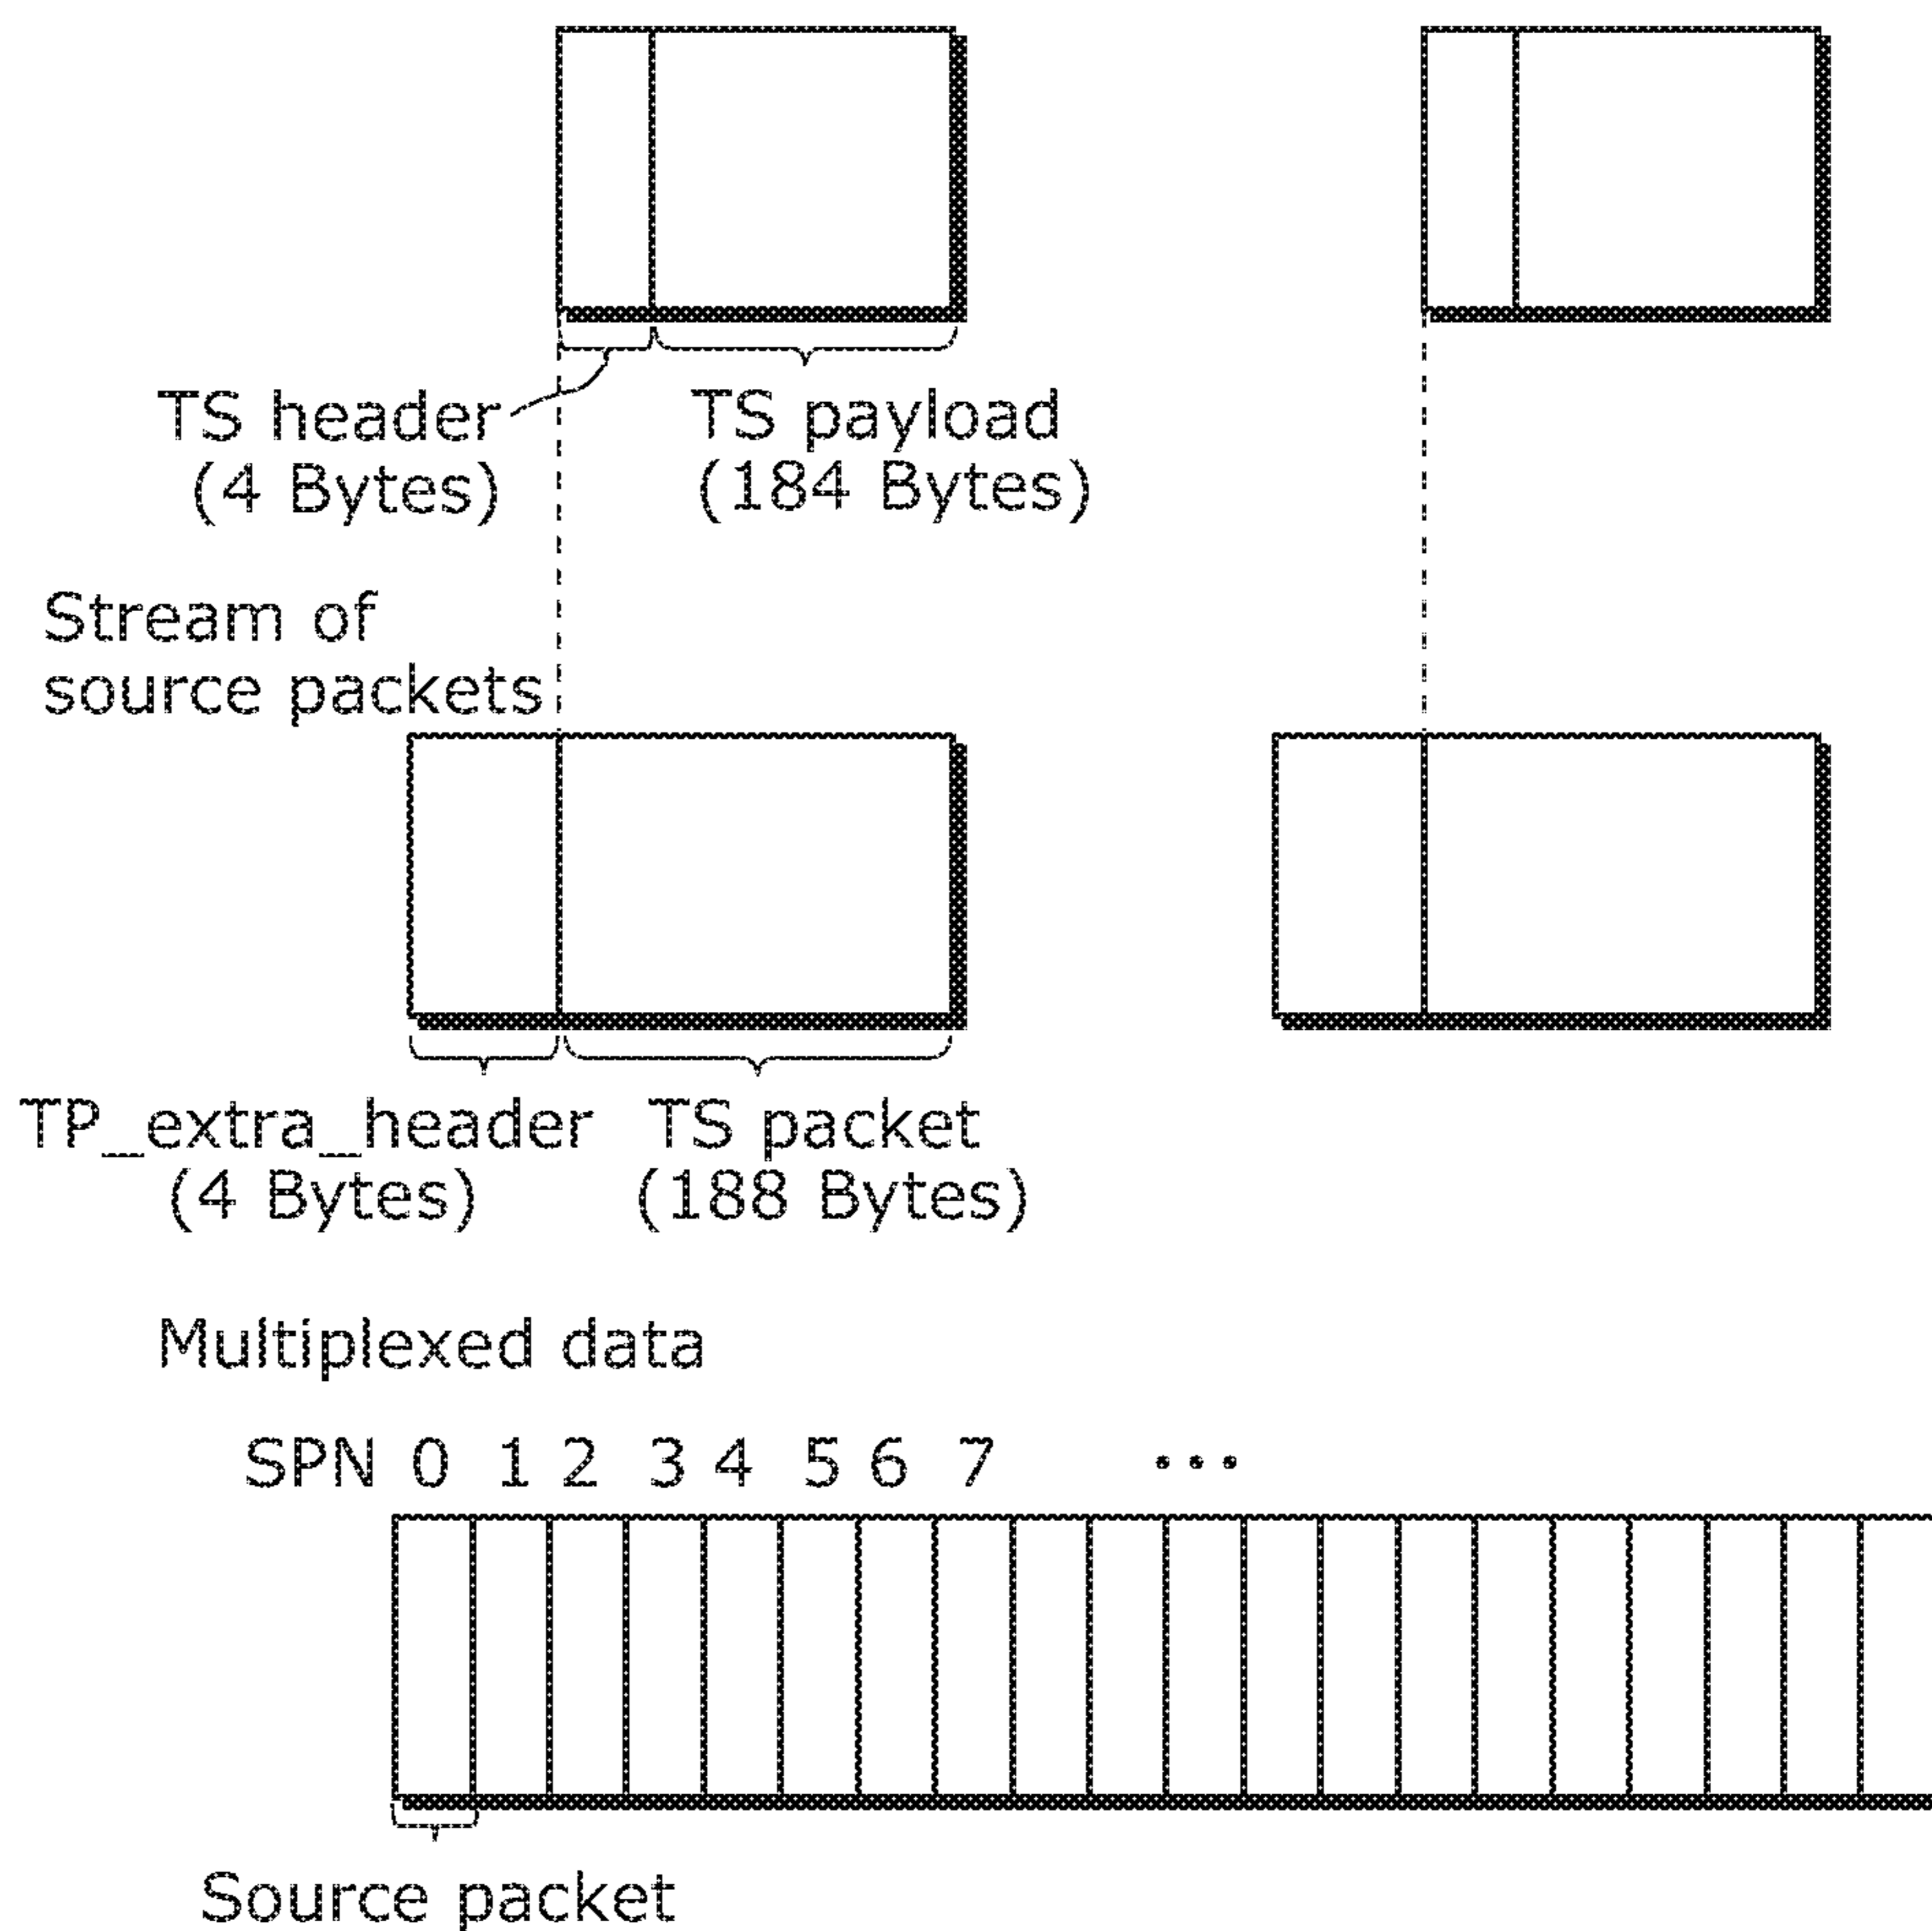 TS header
(4 Bytes)
TS payload
(184 Bytes)
Stream of
source packets
TP_extra_header
(4 Bytes)
TS packet
(188 Bytes)
Multiplexed data
SPN 0 1 2 3 4 5 6 7 ...
Source packet